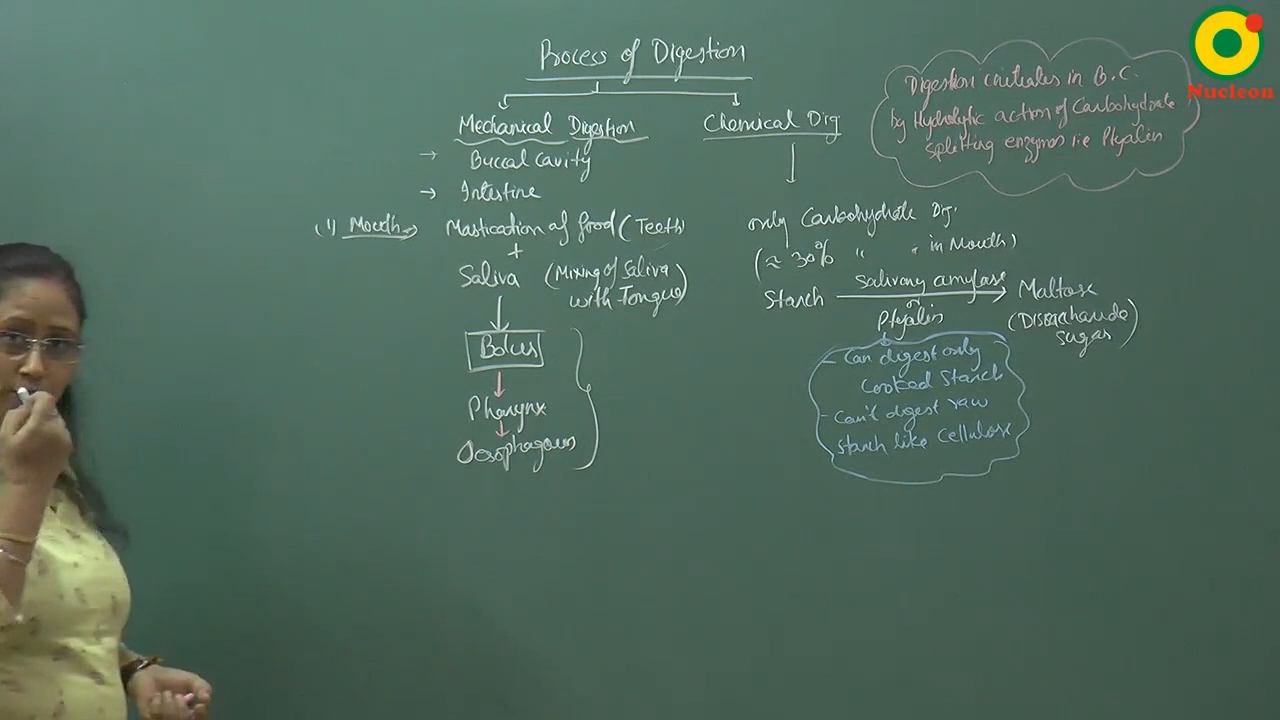 Process of Digestion
Mechanical Digestion
→ Buccal cavity
→ Intestine
(1) Mouth → Mastication of food (Teeth)
+
Saliva (Mixing of Saliva
with Tongue)
Bolus
Pharynx
Oesophagous
Chemical Dig
only Carbohydrate Dig.
(≈ 30% " " in Mouth)
Starch salivary amylase Maltose
or
Ptyalin
(Disaccharide
sugar)
- Can digest only
Cooked Starch
- Can't digest raw
Starch like Cellulose
Digestion initiates in B.C.
by Hydrolytic action of Carbohydrate
splitting enzymes i.e Ptyalin
Nucleon